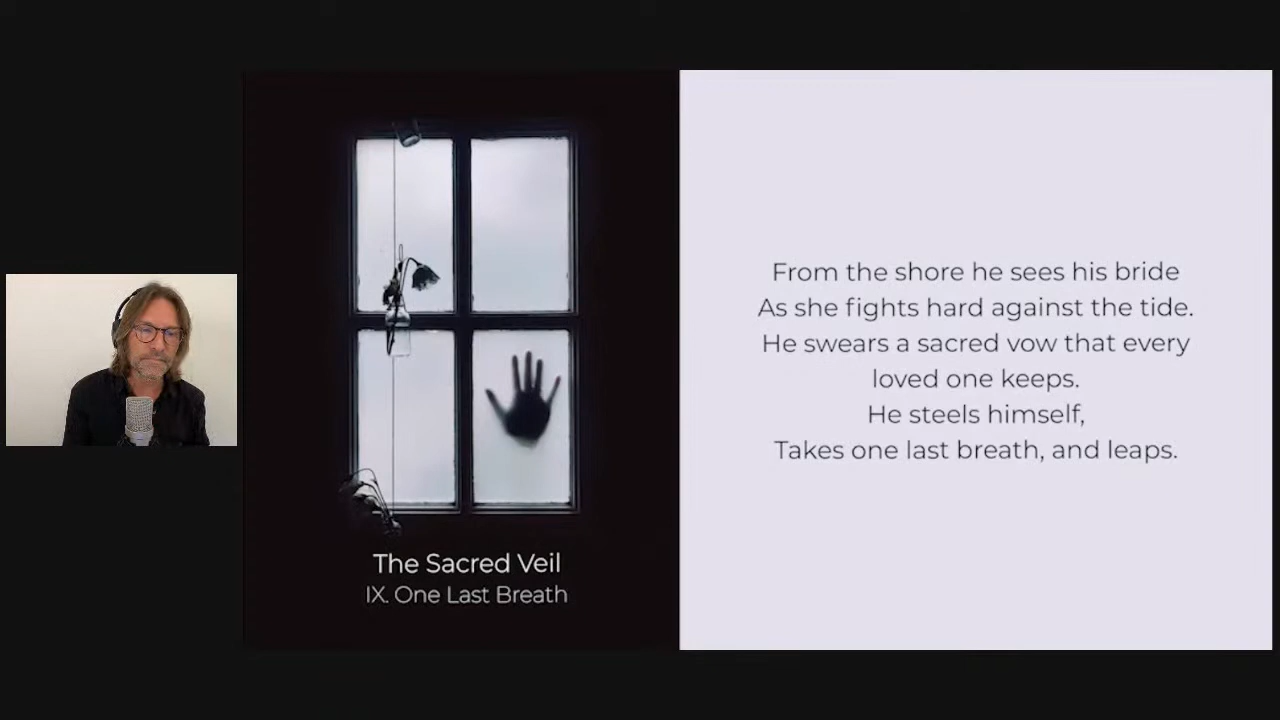 The Sacred Veil
IX. One Last Breath
From the shore he sees his bride
As she fights hard against the tide.
He swears a sacred vow that every
loved one keeps.
He steels himself,
Takes one last breath, and leaps.